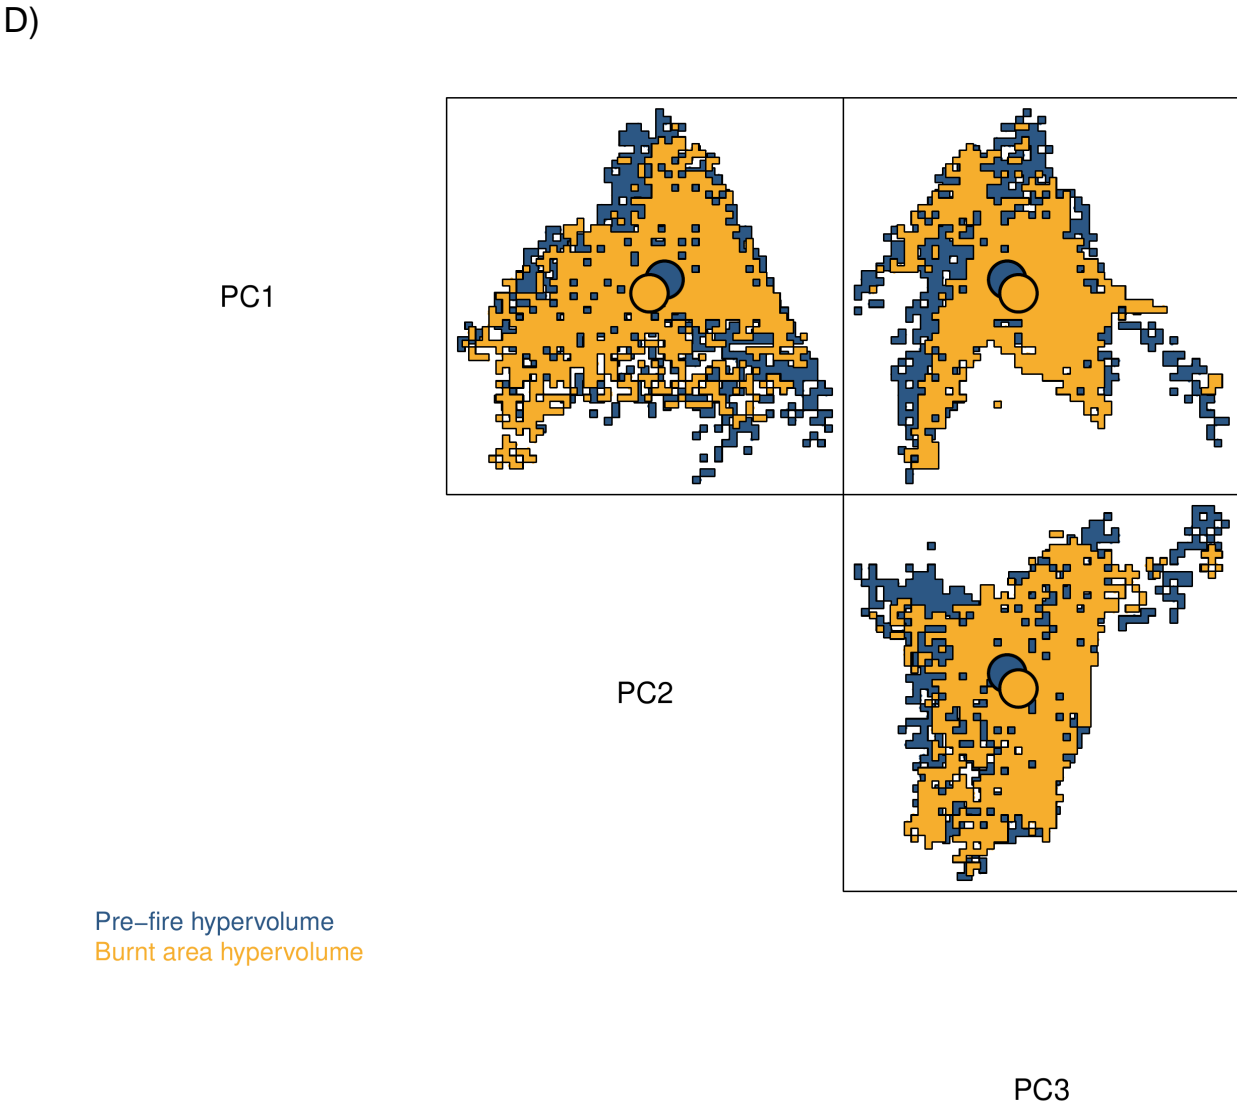 D)
PC1
PC2
Pre−fire hypervolume
Burnt area hypervolume
PC3